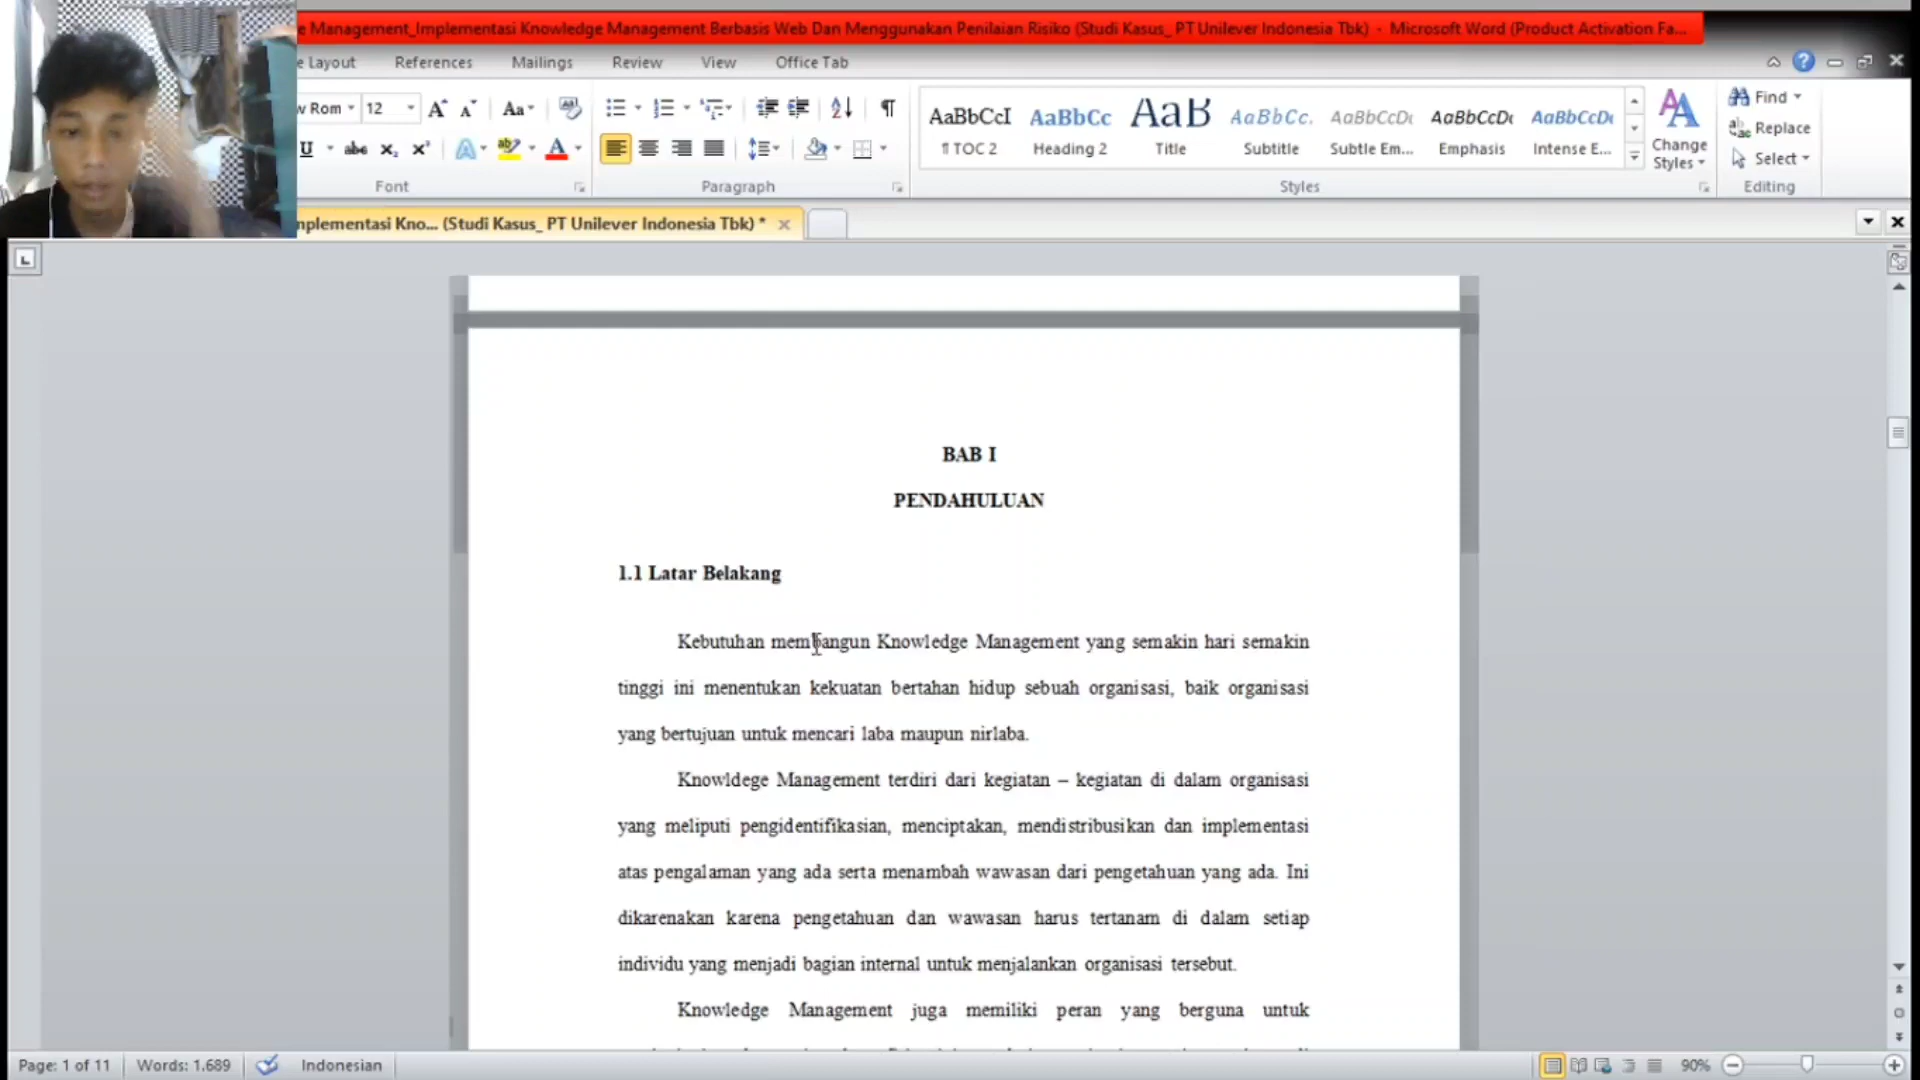 e Management_Implementasi Knowledge Management Berbasis Web Dan Menggunakan Penilaian Risiko (Studi Kasus_ PT Unilever Indonesia Tbk) - Microsoft Word (Product Activation Fa...
e Layout References Mailings Review View Office Tab
w Rom 12 A A Aa
AaBbCcI AaBbCc AaB AaBbCc. AaBbCcDc AaBbCcDc AaBbCcDc
¶ TOC 2 Heading 2 Title Subtitle Subtle Em... Emphasis Intense E...
Change Styles
Find
Replace
Select
U abc x₂ x² A ab A
Font Paragraph Styles Editing
nplementasi Kno... (Studi Kasus_ PT Unilever Indonesia Tbk) *
BAB I
PENDAHULUAN
1.1 Latar Belakang
Kebutuhan membangun Knowledge Management yang semakin hari semakin
tinggi ini menentukan kekuatan bertahan hidup sebuah organisasi, baik organisasi
yang bertujuan untuk mencari laba maupun nirlaba.
Knowldege Management terdiri dari kegiatan – kegiatan di dalam organisasi
yang meliputi pengidentifikasian, menciptakan, mendistribusikan dan implementasi
atas pengalaman yang ada serta menambah wawasan dari pengetahuan yang ada. Ini
dikarenakan karena pengetahuan dan wawasan harus tertanam di dalam setiap
individu yang menjadi bagian internal untuk menjalankan organisasi tersebut.
Knowledge Management juga memiliki peran yang berguna untuk
Page: 1 of 11 Words: 1.689 Indonesian 90%